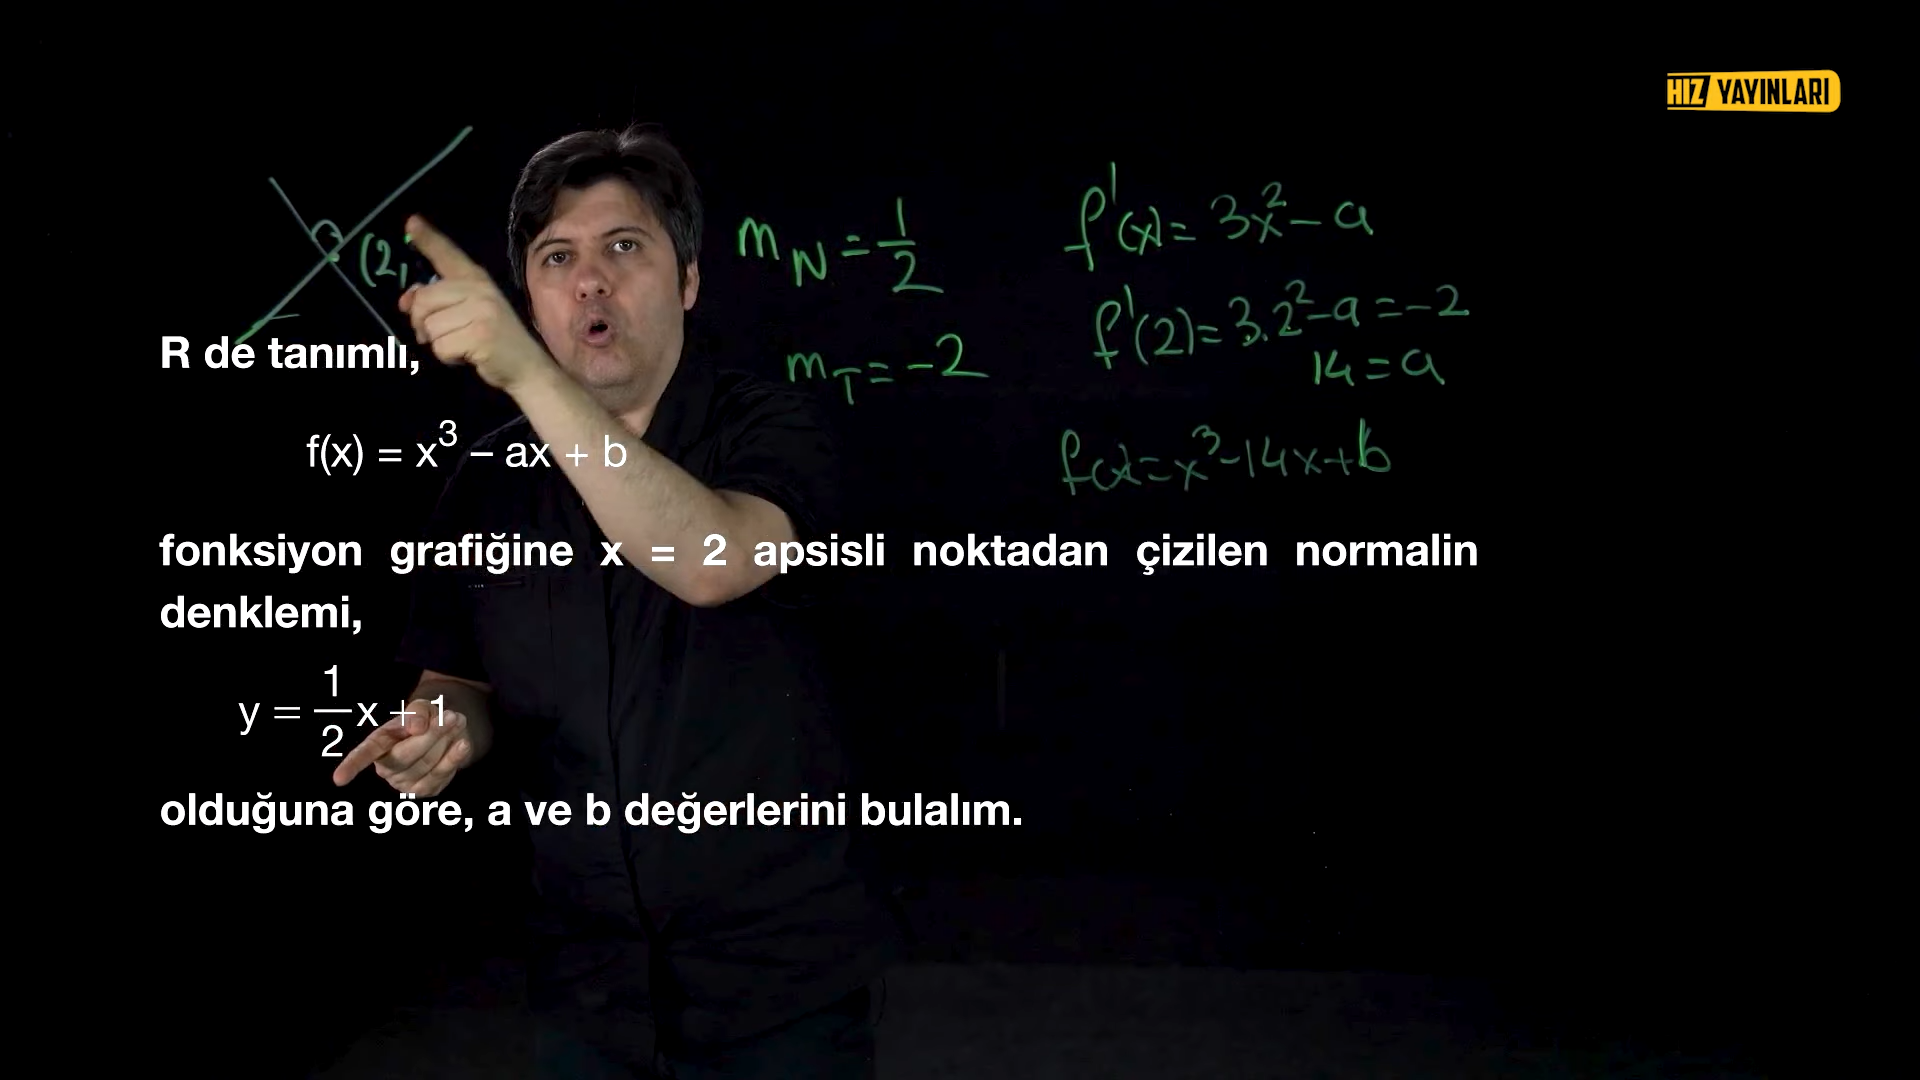 HIZ YAYINLARI
(2,
m_N = 1/2
m_T = -2
f'(x) = 3x² - a
f'(2) = 3.2² - a = -2
14 = a
f(x) = x³ - 14x + b
R de tanımlı,
f(x) = x³ – ax + b
fonksiyon grafiğine x = 2 apsisli noktadan çizilen normalin
denklemi,
y = 1/2 x + 1
olduğuna göre, a ve b değerlerini bulalım.